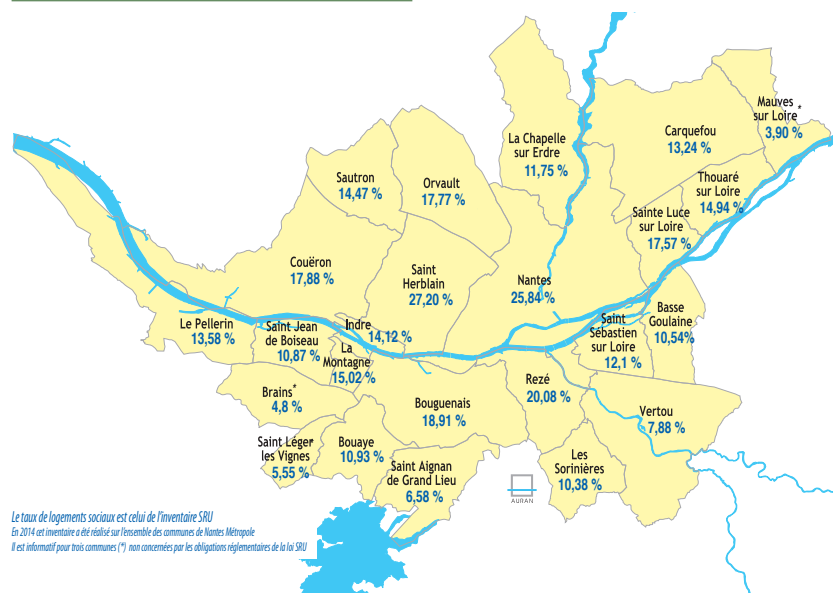 Mauves
sur Loire *
3,90 %
Carquefou
13,24 %
La Chapelle
sur Erdre
11,75 %
Thouaré
sur Loire
14,94 %
Sautron
14,47 %
Orvault
17,77 %
Sainte Luce
sur Loire
17,57 %
Couëron
17,88 %
Saint
Herblain
27,20 %
Nantes
25,84 %
Basse
Goulaine
10,54%
Le Pellerin
13,58 %
Saint Jean
de Boiseau
10,87 %
Indre
14,12 %
La
Montagne
15,02 %
Saint
Sébastien
sur Loire
12,1 %
Brains*
4,8 %
Bouguenais
18,91 %
Rezé
20,08 %
Vertou
7,88 %
Saint Léger*
les Vignes
5,55 %
Bouaye
10,93 %
Saint Aignan
de Grand Lieu
6,58 %
Les
Sorinières
10,38 %
AURAN
Le taux de logements sociaux est celui de l'inventaire SRU
En 2014 cet inventaire a été réalisé sur l'ensemble des communes de Nantes Métropole
Il est informatif pour trois communes (*) non concernées par les obligations réglementaires de la loi SRU